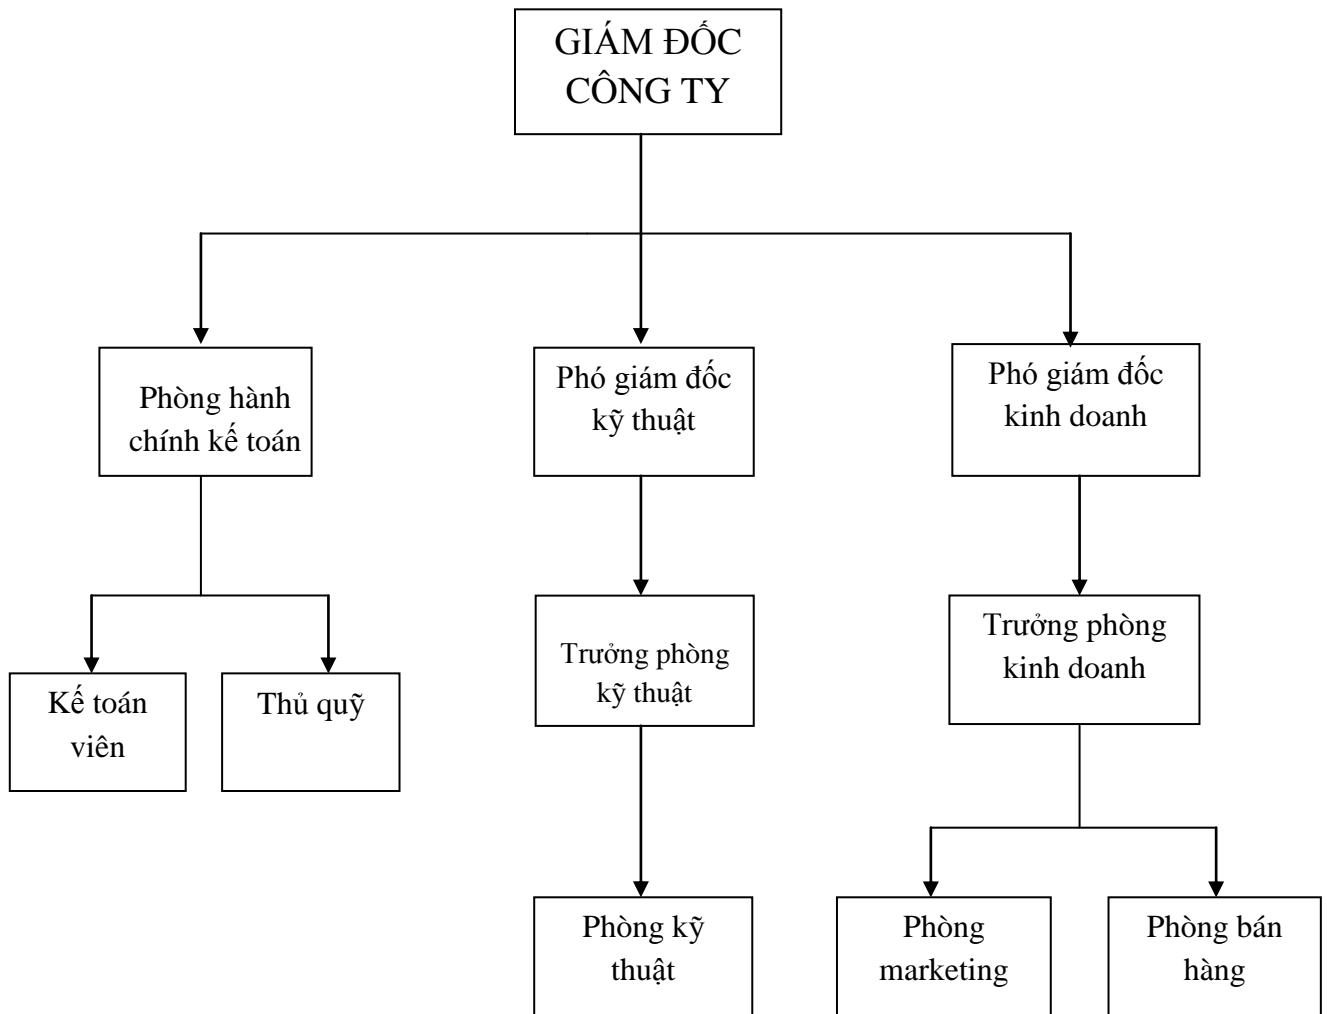 GIÁM ĐỐC
CÔNG TY
Phòng hành
chính kế toán
Phó giám đốc
kỹ thuật
Phó giám đốc
kinh doanh
Kế toán
viên
Thủ quỹ
Trưởng phòng
kỹ thuật
Trưởng phòng
kinh doanh
Phòng kỹ
thuật
Phòng
marketing
Phòng bán
hàng